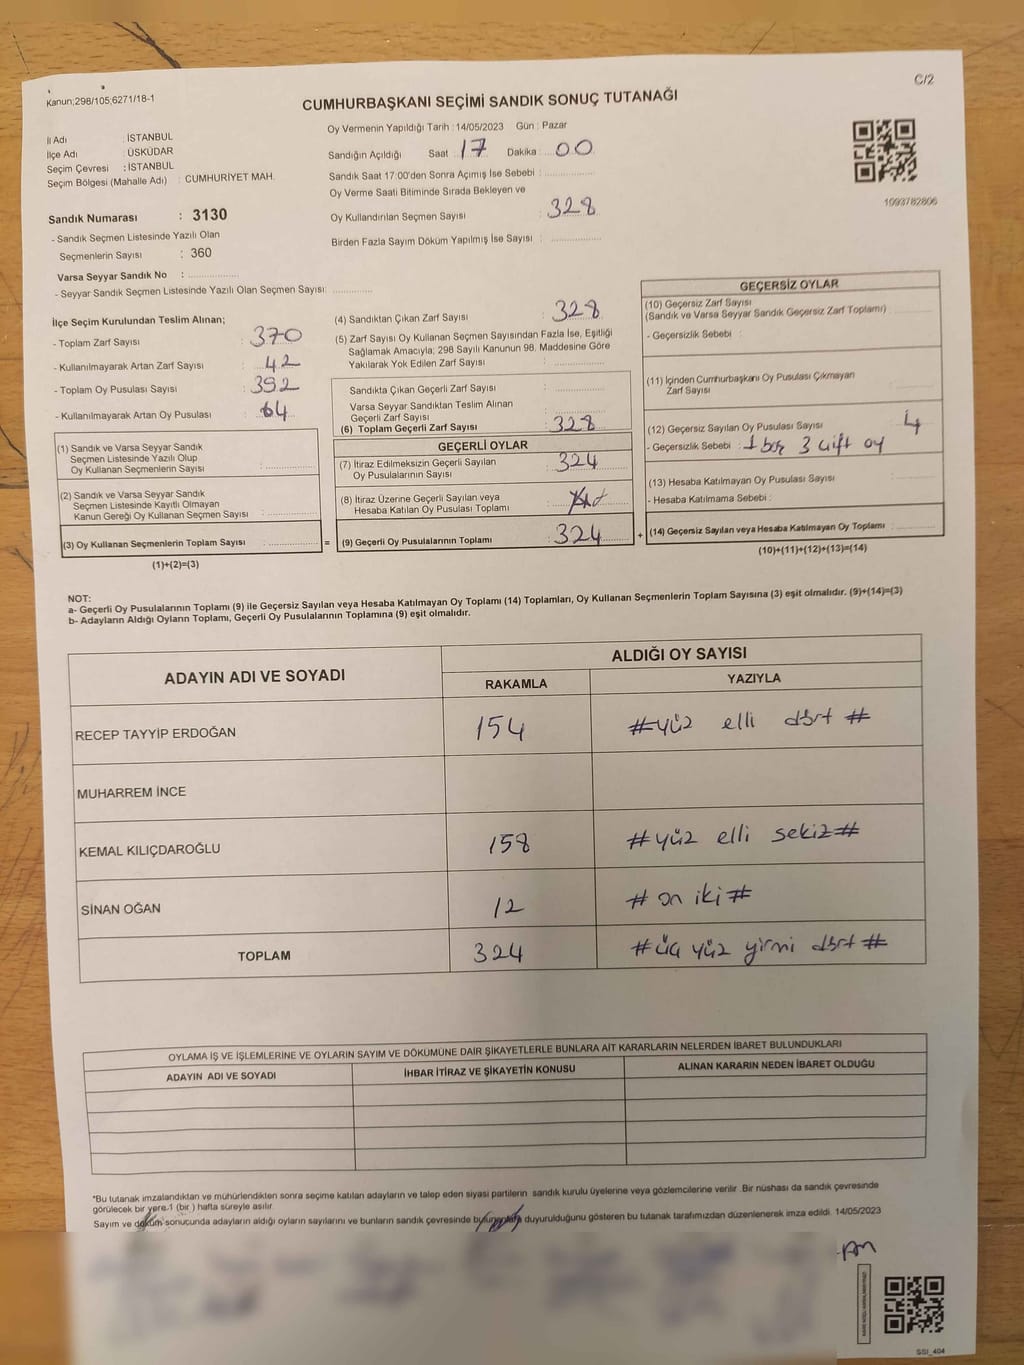 Kanun;298/105;6271/18-1
C/2
CUMHURBAŞKANI SEÇİMİ SANDIK SONUÇ TUTANAĞI
İl Adı : İSTANBUL
İlçe Adı : ÜSKÜDAR
Seçim Çevresi : İSTANBUL
Seçim Bölgesi (Mahalle Adı) : CUMHURİYET MAH.
Sandık Numarası : 3130
- Sandık Seçmen Listesinde Yazılı Olan
Seçmenlerin Sayısı : 360
Varsa Seyyar Sandık No :
- Seyyar Sandık Seçmen Listesinde Yazılı Olan Seçmen Sayısı:
Oy Vermenin Yapıldığı Tarih : 14/05/2023 Gün : Pazar
Sandığın Açıldığı Saat : 17 Dakika : 00
Sandık Saat 17:00'den Sonra Açımış İse Sebebi :
Oy Verme Saati Bitiminde Sırada Bekleyen ve
Oy Kullandırılan Seçmen Sayısı : 328
Birden Fazla Sayım Döküm Yapılmış İse Sayısı :
1093782806
İlçe Seçim Kurulundan Teslim Alınan;
- Toplam Zarf Sayısı : 370
- Kullanılmayarak Artan Zarf Sayısı : 42
- Toplam Oy Pusulası Sayısı : 392
- Kullanılmayarak Artan Oy Pusulası : 64
(1) Sandık ve Varsa Seyyar Sandık
Seçmen Listesinde Yazılı Olup
Oy Kullanan Seçmenlerin Sayısı :
(2) Sandık ve Varsa Seyyar Sandık
Seçmen Listesinde Kayıtlı Olmayan
Kanun Gereği Oy Kullanan Seçmen Sayısı :
(3) Oy Kullanan Seçmenlerin Toplam Sayısı : =
(1)+(2)=(3)
(4) Sandıktan Çıkan Zarf Sayısı : 328
(5) Zarf Sayısı Oy Kullanan Seçmen Sayısından Fazla İse, Eşitliği
Sağlamak Amacıyla; 298 Sayılı Kanunun 98. Maddesine Göre
Yakılarak Yok Edilen Zarf Sayısı :
Sandıkta Çıkan Geçerli Zarf Sayısı :
Varsa Seyyar Sandıktan Teslim Alınan
Geçerli Zarf Sayısı :
(6) Toplam Geçerli Zarf Sayısı : 328
GEÇERLİ OYLAR
(7) İtiraz Edilmeksizin Geçerli Sayılan
Oy Pusulalarının Sayısı : 324
(8) İtiraz Üzerine Geçerli Sayılan veya
Hesaba Katılan Oy Pusulası Toplamı :
(9) Geçerli Oy Pusulalarının Toplamı : 324 +
GEÇERSİZ OYLAR
(10) Geçersiz Zarf Sayısı
(Sandık ve Varsa Seyyar Sandık Geçersiz Zarf Toplamı)
- Geçersizlik Sebebi :
(11) İçinden Cumhurbaşkanı Oy Pusulası Çıkmayan
Zarf Sayısı
(12) Geçersiz Sayılan Oy Pusulası Sayısı : 4
- Geçersizlik Sebebi : 1 boş 3 çift oy
(13) Hesaba Katılmayan Oy Pusulası Sayısı
- Hesaba Katılmama Sebebi :
(14) Geçersiz Sayılan veya Hesaba Katılmayan Oy Toplamı :
(10)+(11)+(12)+(13)=(14)
NOT:
a- Geçerli Oy Pusulalarının Toplamı (9) ile Geçersiz Sayılan veya Hesaba Katılmayan Oy Toplamı (14) Toplamları, Oy Kullanan Seçmenlerin Toplam Sayısına (3) eşit olmalıdır. (9)+(14)=(3)
b- Adayların Aldığı Oyların Toplamı, Geçerli Oy Pusulalarının Toplamına (9) eşit olmalıdır.
ADAYIN ADI VE SOYADI
ALDIĞI OY SAYISI
RAKAMLA YAZIYLA
RECEP TAYYİP ERDOĞAN 154 #yüz elli dört #
MUHARREM İNCE
KEMAL KILIÇDAROĞLU 158 #yüz elli sekiz#
SİNAN OĞAN 12 # on iki #
TOPLAM 324 #üç yüz yirmi dört #
OYLAMA İŞ VE İŞLEMLERİNE VE OYLARIN SAYIM VE DÖKÜMÜNE DAİR ŞİKAYETLERLE BUNLARA AİT KARARLARIN NELERDEN İBARET BULUNDUKLARI
ADAYIN ADI VE SOYADI İHBAR İTİRAZ VE ŞİKAYETİN KONUSU ALINAN KARARIN NEDEN İBARET OLDUĞU
*Bu tutanak imzalandıktan ve mühürlendikten sonra seçime katılan adayların ve talep eden siyasi partilerin sandık kurulu üyelerine veya gözlemcilerine verilir. Bir nüshası da sandık çevresinde
görülecek bir yere 1 (bir ) hafta süreyle asılır.
Sayım ve döküm sonucunda adayların aldığı oyların sayılarını ve bunların sandık çevresinde duyurulduğunu gösteren bu tutanak tarafımızdan düzenlenerek imza edildi. 14/05/2023
SSI_404